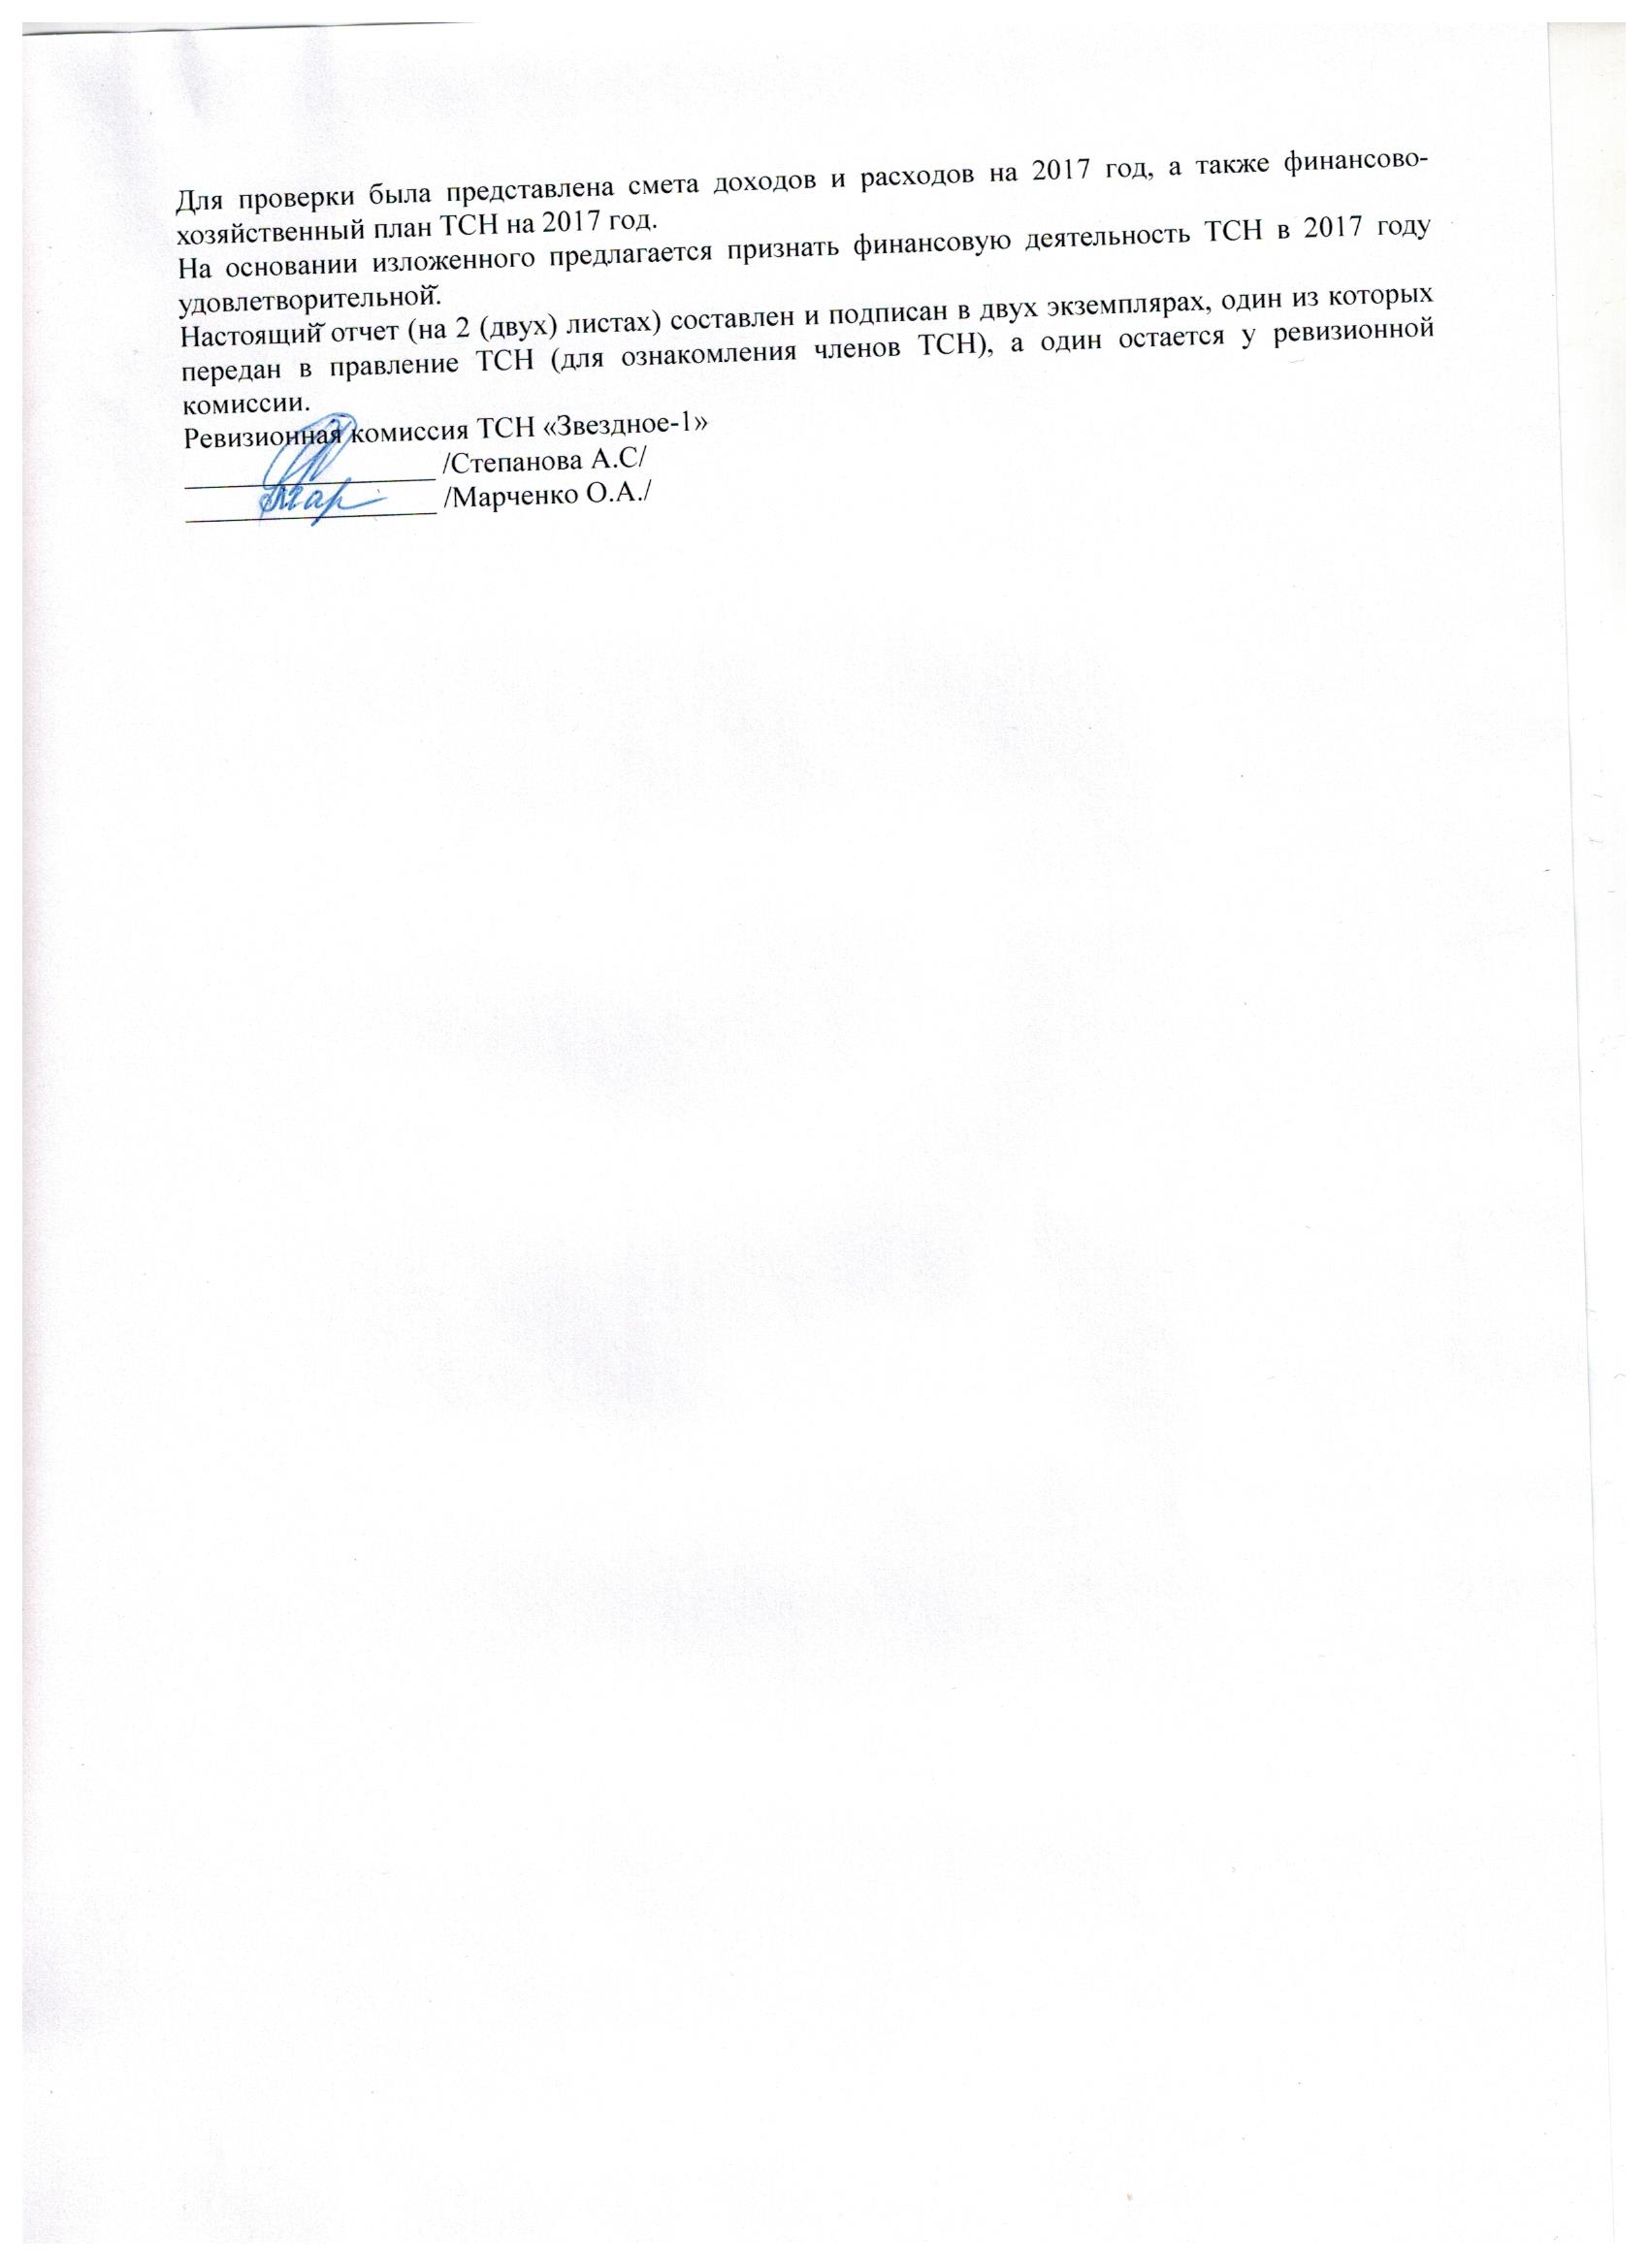 Для проверки была представлена смета доходов и расходов на 2017 год, а также финансово-
хозяйственный план ТСН на 2017 год.
На основании изложенного предлагается признать финансовую деятельность ТСН в 2017 году
удовлетворительной.
Настоящий отчет (на 2 (двух) листах) составлен и подписан в двух экземплярах, один из которых
передан в правление ТСН (для ознакомления членов ТСН), а один остается у ревизионной
комиссии.
Ревизионная комиссия ТСН «Звездное-1»
/Степанова А.С/
/Марченко О.А./